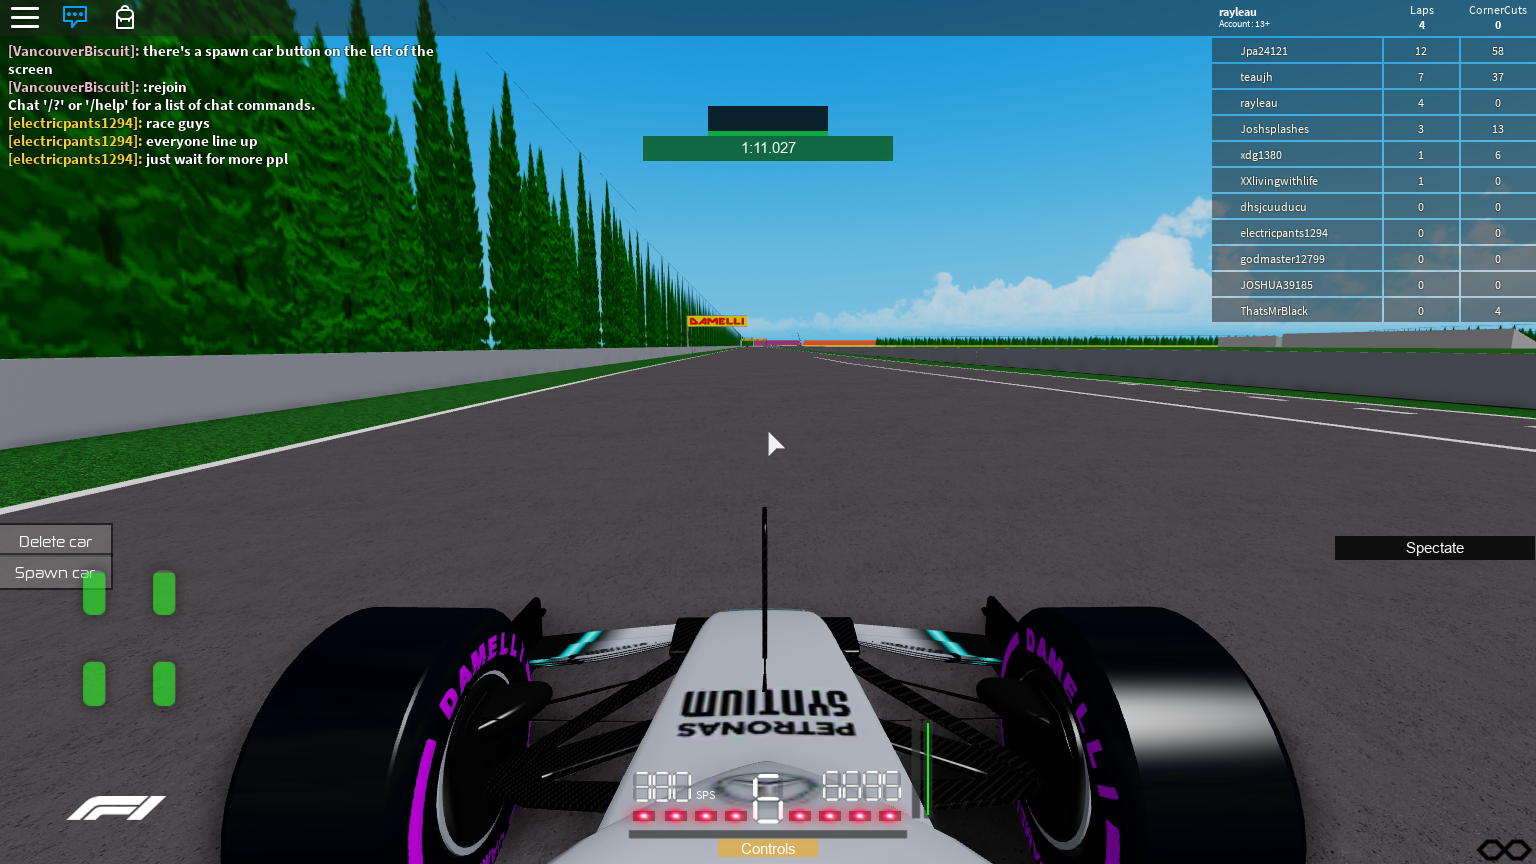 rayleau
Account: 13+
Laps
4
CornerCuts
0
[VancouverBiscuit]: there's a spawn car button on the left of the
screen
[VancouverBiscuit]: :rejoin
Chat '/?' or '/help' for a list of chat commands.
[electricpants1294]: race guys
[electricpants1294]: everyone line up
[electricpants1294]: just wait for more ppl
1:11.027
Jpa24121 12 58
teaujh 7 37
rayleau 4 0
Joshsplashes 3 13
xdg1380 1 6
XXlivingwithlife 1 0
dhsjcuuducu 0 0
electricpants1294 0 0
godmaster12799 0 0
JOSHUA39185 0 0
ThatsMrBlack 0 4
DAMELLI
Delete car
Spawn car
Spectate
DAMELLI
DAMELLI
SYNTIUM
PETRONAS
SPS
6
F1
Controls